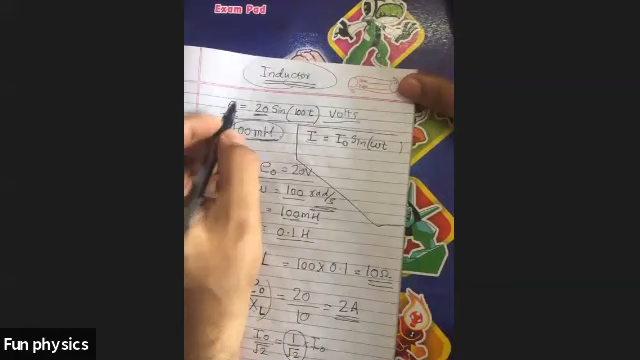 Exam Pad
Inductor
= 20 Sin(100t) Volts
100mH I = I₀ Sin(ωt )
e₀ = 20V
ω = 100 rad/s
= 100mH
= 0.1 H
L = 100 × 0.1 = 10Ω
X_L = 20/10 = 2A
I₀/√2 = 1/√2 I₀
Fun physics